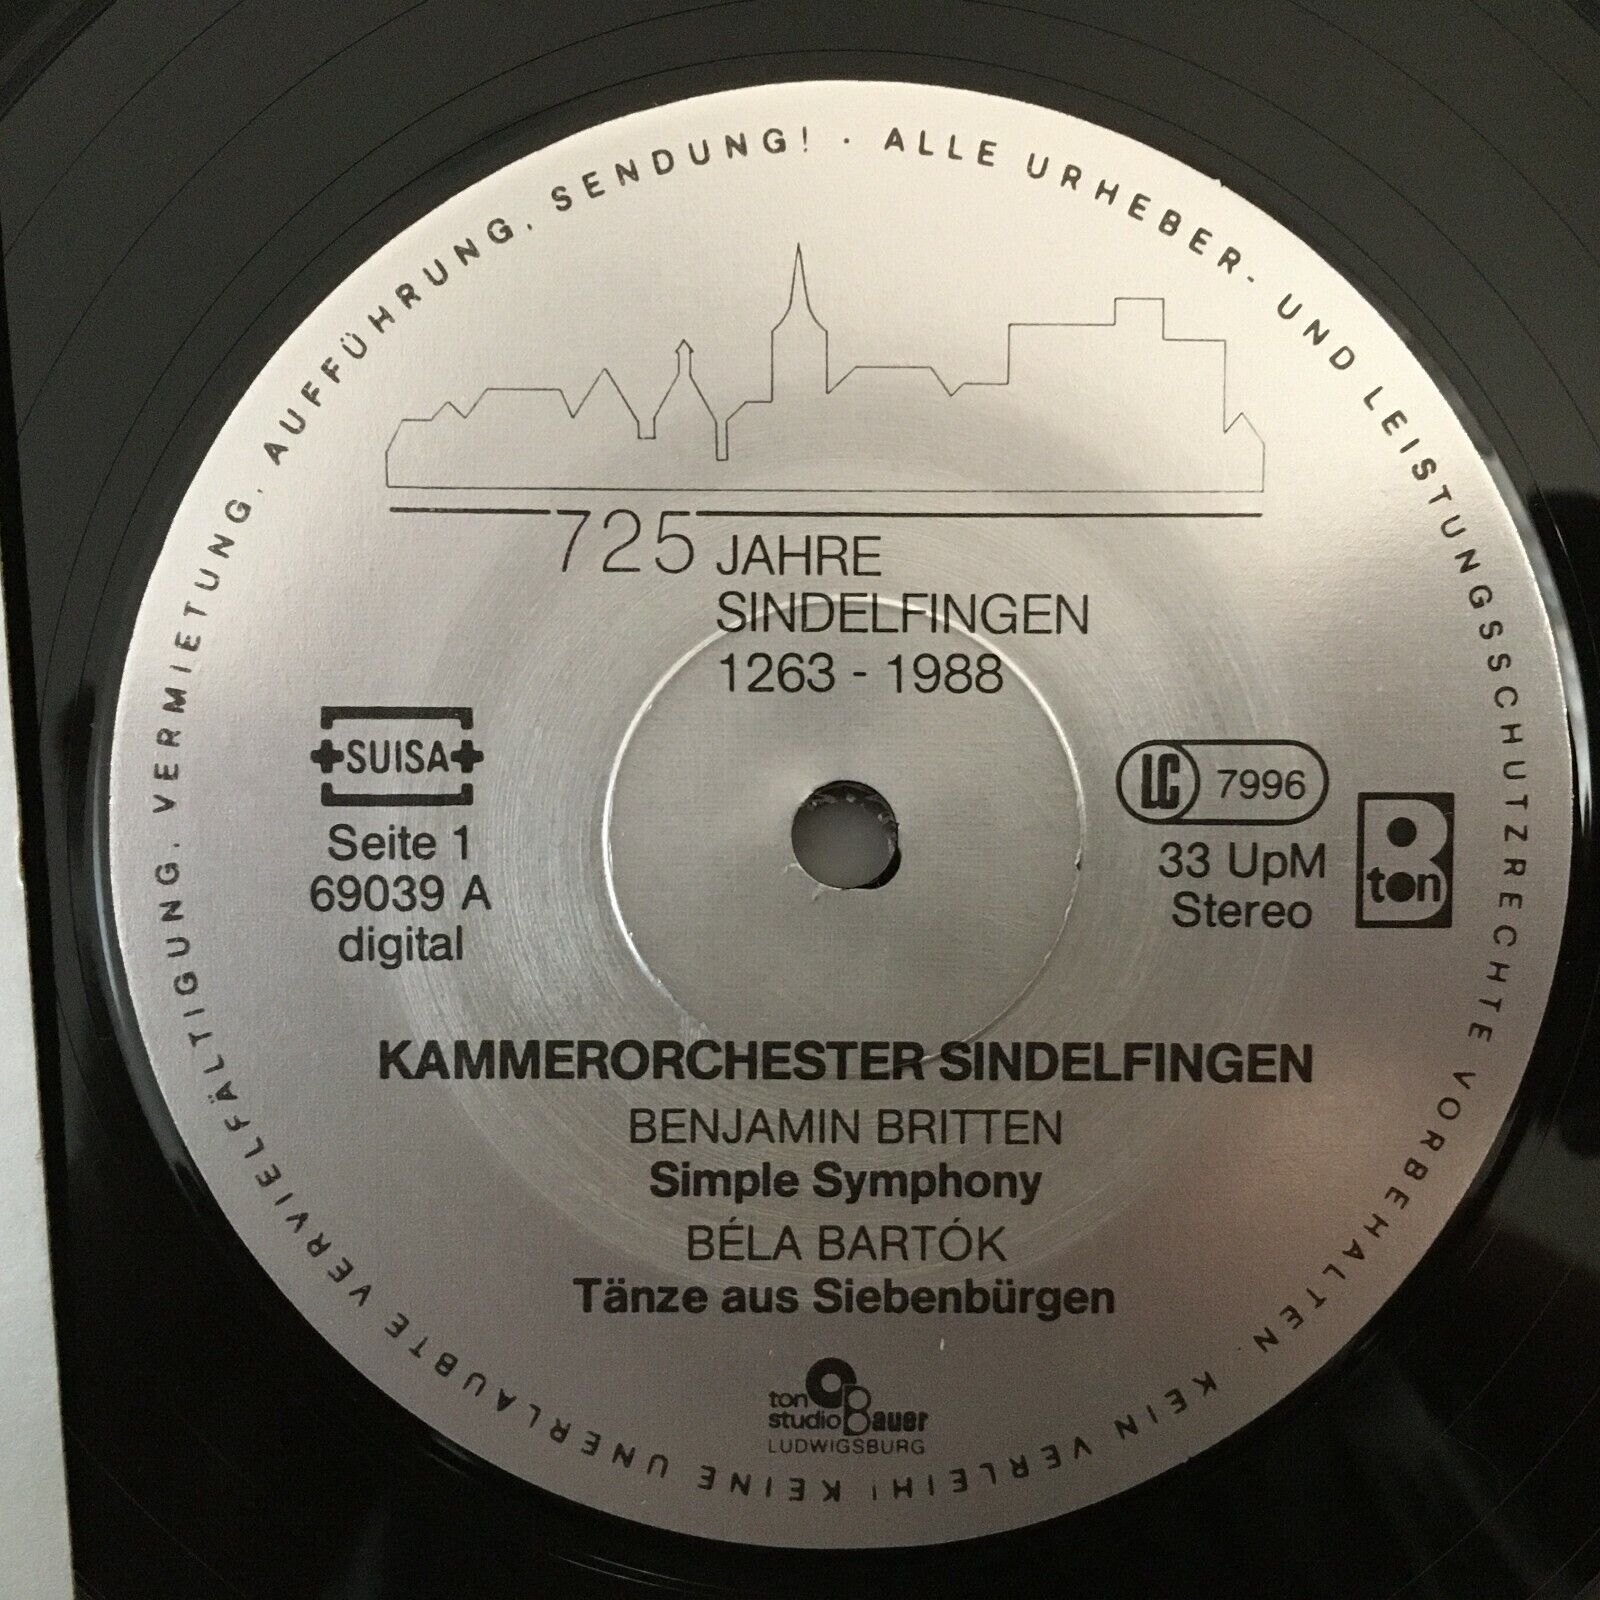 ALLE URHEBER- UND LEISTUNGSSCHUTZRECHTE VORBEHALTEN. KEIN VERLEIH! KEINE UNERLAUBTE VERVIELFÄLTIGUNG. VERMIETUNG. AUFFÜHRUNG. SENDUNG! ·
725 JAHRE
SINDELFINGEN
1263 - 1988
SUISA
Seite 1
69039 A
digital
LC 7996
33 UpM
Stereo
B ton
KAMMERORCHESTER SINDELFINGEN
BENJAMIN BRITTEN
Simple Symphony
BÉLA BARTÓK
Tänze aus Siebenbürgen
ton
studio Bauer
LUDWIGSBURG